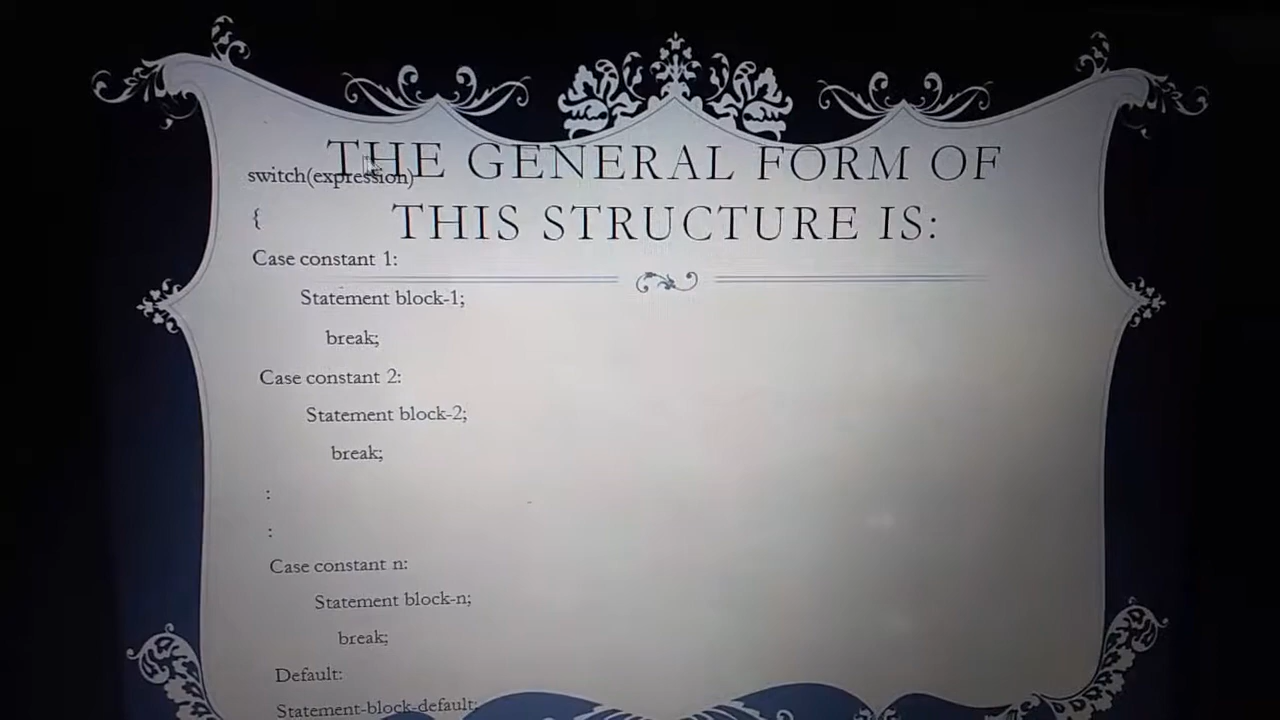 THE GENERAL FORM OF
THIS STRUCTURE IS:
switch(expression)
{
Case constant 1:
Statement block-1;
break;
Case constant 2:
Statement block-2;
break;
:
:
Case constant n:
Statement block-n;
break;
Default:
Statement-block-default;